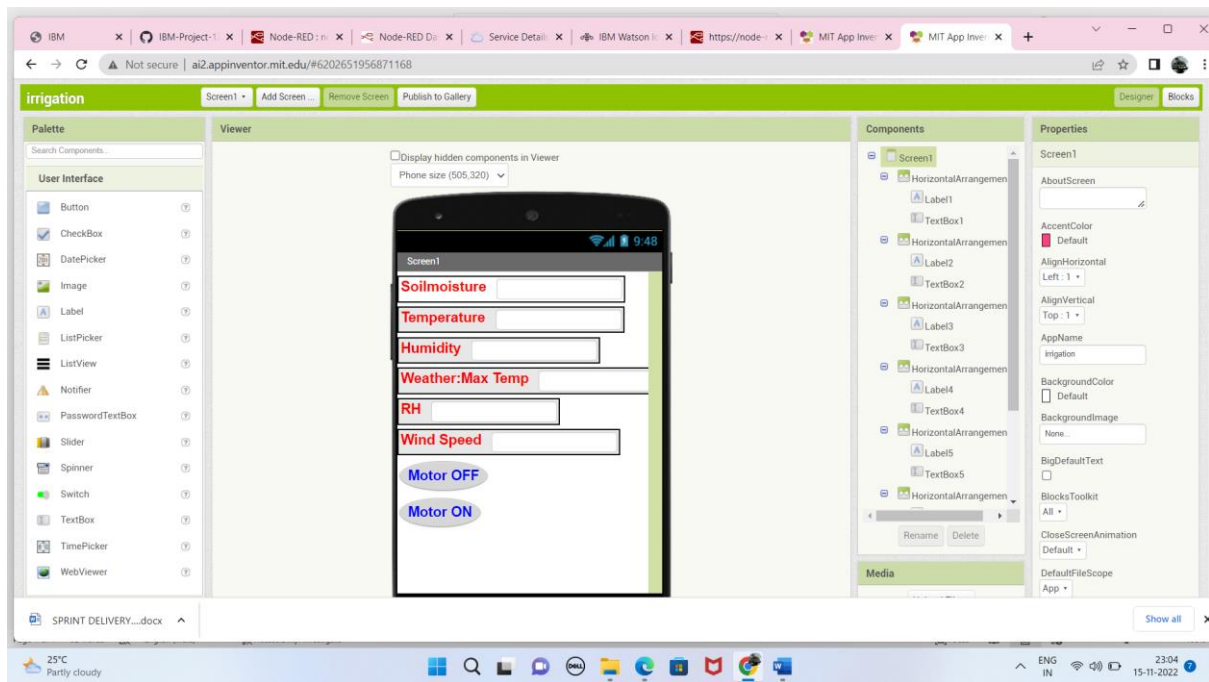 IBM IBM-Project-1 Node-RED : n Node-RED Da Service Details IBM Watson I https://node- MIT App Inver MIT App Inver
Not secure | ai2.appinventor.mit.edu/#6202651956871168
irrigation Screen1 Add Screen ... Remove Screen Publish to Gallery Designer Blocks
Palette Viewer Components Properties
Search Components...
User Interface
Button
CheckBox
DatePicker
Image
Label
ListPicker
ListView
Notifier
PasswordTextBox
Slider
Spinner
Switch
TextBox
TimePicker
WebViewer
Display hidden components in Viewer
Phone size (505,320)
9:48
Screen1
Soilmoisture
Temperature
Humidity
Weather:Max Temp
RH
Wind Speed
Motor OFF
Motor ON
Screen1
HorizontalArrangemen
Label1
TextBox1
HorizontalArrangemen
Label2
TextBox2
HorizontalArrangemen
Label3
TextBox3
HorizontalArrangemen
Label4
TextBox4
HorizontalArrangemen
Label5
TextBox5
HorizontalArrangemen
Rename Delete
Media
Screen1
AboutScreen
AccentColor
Default
AlignHorizontal
Left : 1
AlignVertical
Top : 1
AppName
irrigation
BackgroundColor
Default
BackgroundImage
None...
BigDefaultText
BlocksToolkit
All
CloseScreenAnimation
Default
DefaultFileScope
App
SPRINT DELIVERY....docx Show all
25°C
Partly cloudy
DELL
ENG
IN
23:04
15-11-2022